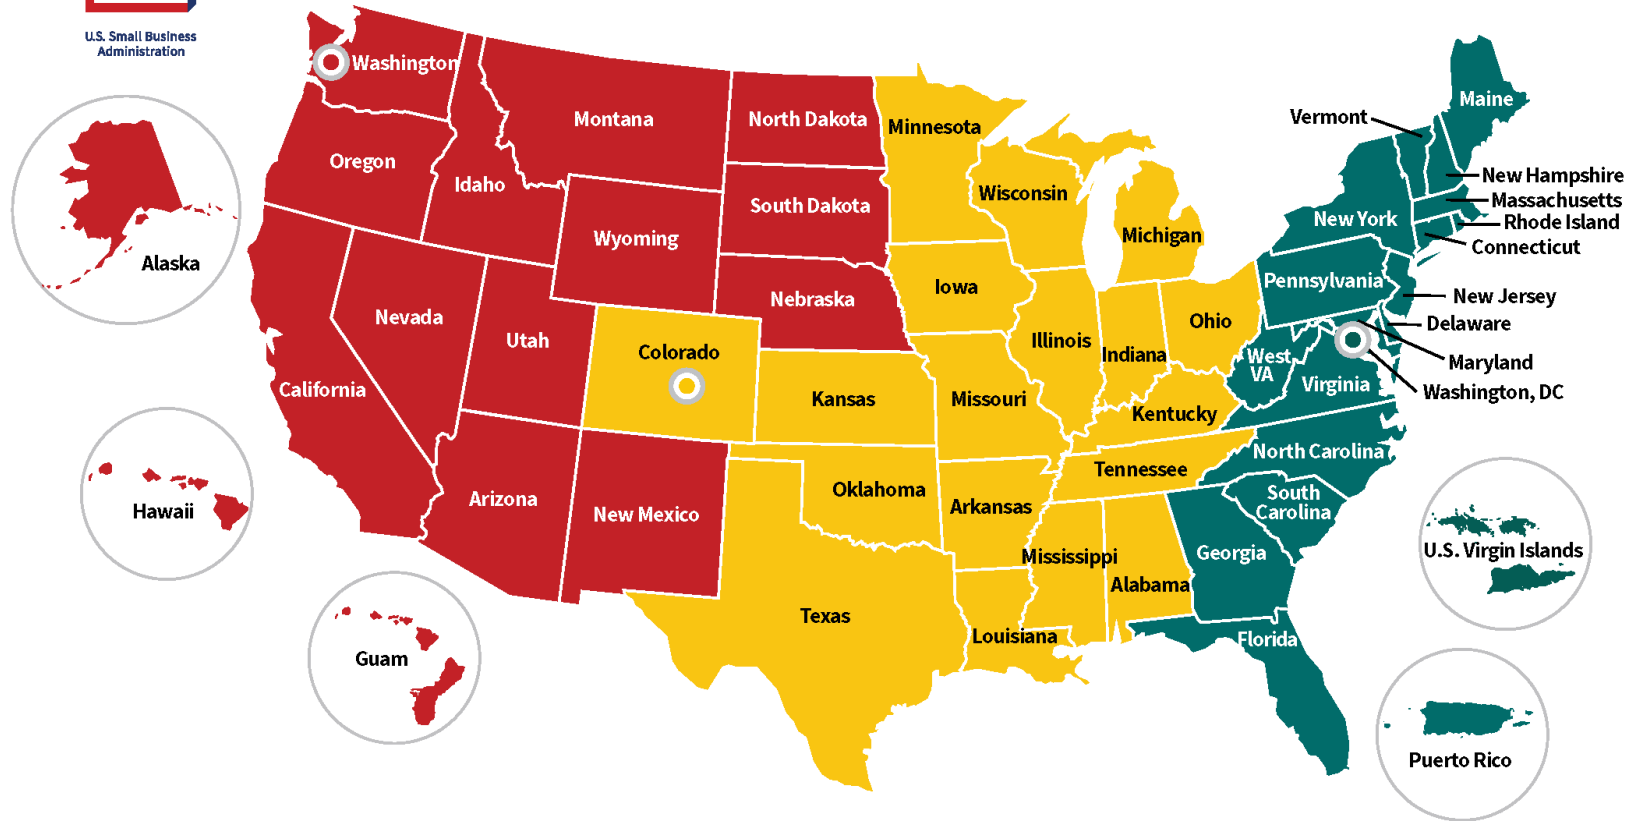 U.S. Small Business
Administration
Washington
Montana
North Dakota
Minnesota
Maine
Vermont
Oregon
Idaho
South Dakota
Wisconsin
Michigan
New York
New Hampshire
Massachusetts
Rhode Island
Connecticut
Wyoming
Alaska
Nebraska
Iowa
Pennsylvania
New Jersey
Nevada
Utah
Colorado
Illinois
Indiana
Ohio
Delaware
Maryland
Washington, DC
West
VA
Virginia
California
Kansas
Missouri
Kentucky
Hawaii
Arizona
New Mexico
Oklahoma
Arkansas
Tennessee
North Carolina
South
Carolina
Georgia
U.S. Virgin Islands
Mississippi
Alabama
Texas
Louisiana
Florida
Guam
Puerto Rico